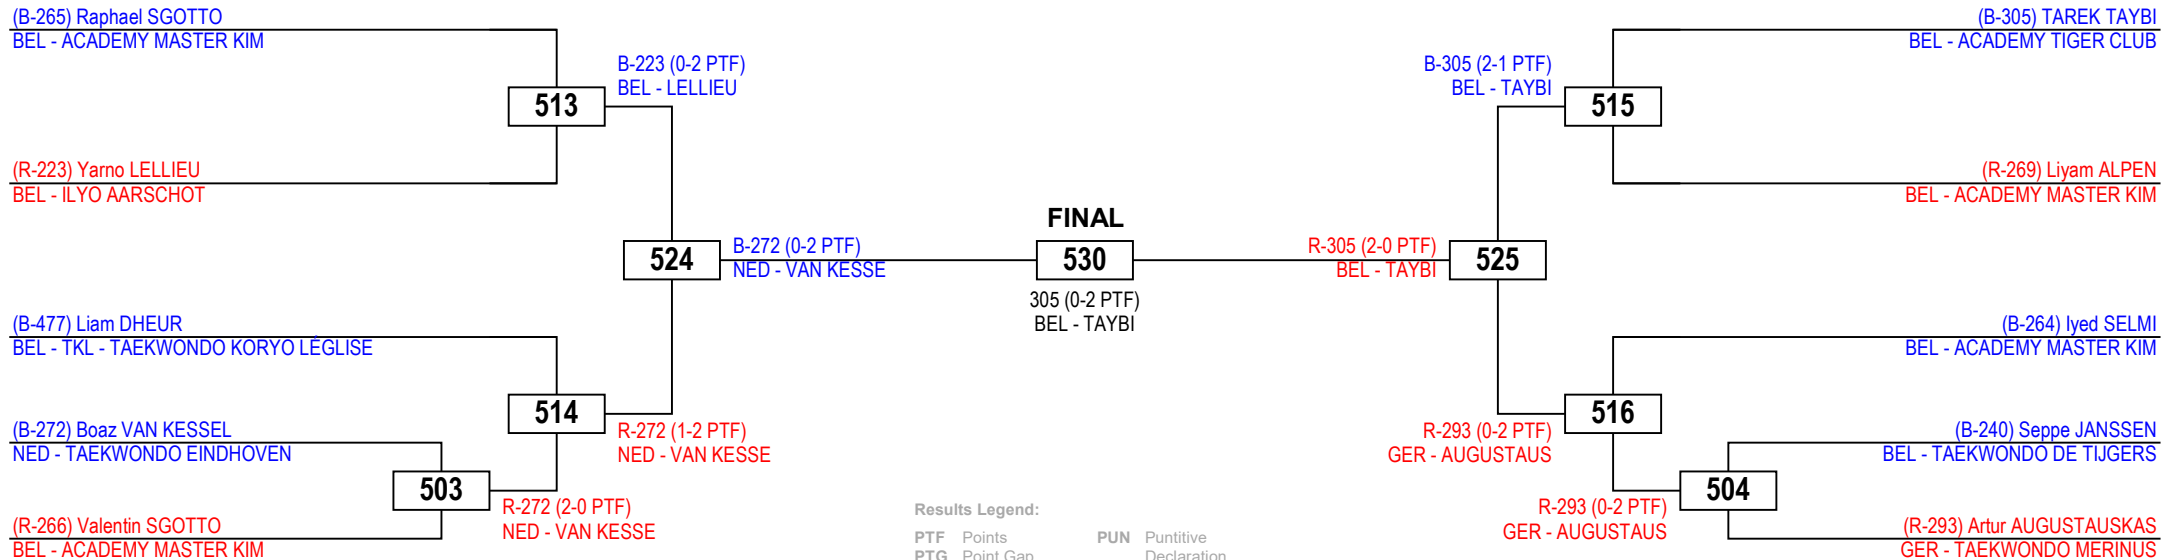 (B-265) Raphael SGOTTO
BEL - ACADEMY MASTER KIM
B-223 (0-2 PTF)
BEL - LELLIEU
513
(R-223) Yarno LELLIEU
BEL - ILYO AARSCHOT
524
B-272 (0-2 PTF)
NED - VAN KESSE
(B-477) Liam DHEUR
BEL - TKL - TAEKWONDO KORYO LÉGLISE
514
R-272 (1-2 PTF)
NED - VAN KESSE
(B-272) Boaz VAN KESSEL
NED - TAEKWONDO EINDHOVEN
503
R-272 (2-0 PTF)
NED - VAN KESSE
(R-266) Valentin SGOTTO
BEL - ACADEMY MASTER KIM
FINAL
530
305 (0-2 PTF)
BEL - TAYBI
(B-305) TAREK TAYBI
BEL - ACADEMY TIGER CLUB
B-305 (2-1 PTF)
BEL - TAYBI
515
(R-269) Liyam ALPEN
BEL - ACADEMY MASTER KIM
R-305 (2-0 PTF)
BEL - TAYBI
525
(B-264) Iyed SELMI
BEL - ACADEMY MASTER KIM
516
R-293 (0-2 PTF)
GER - AUGUSTAUS
(B-240) Seppe JANSSEN
BEL - TAEKWONDO DE TIJGERS
504
R-293 (0-2 PTF)
GER - AUGUSTAUS
(R-293) Artur AUGUSTAUSKAS
GER - TAEKWONDO MERINUS
Results Legend:
PTF Points PUN Puntitive
PTG Point Gap Declaration